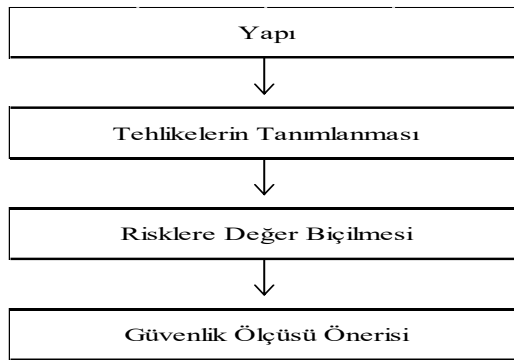 Yapı
Tehlikelerin Tanımlanması
Risklere Değer Biçilmesi
Güvenlik Ölçüsü Önerisi